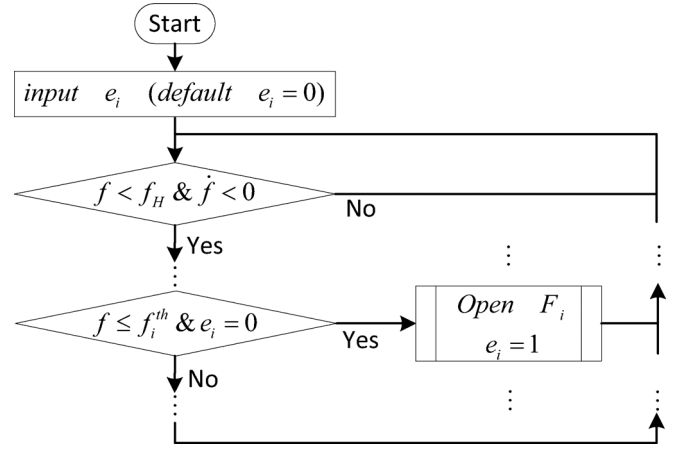 Start
input e_i (default e_i = 0)
f < f_H & ḟ < 0
No
Yes
f ≤ f_i^{th} & e_i = 0
Yes
Open F_i
e_i = 1
No